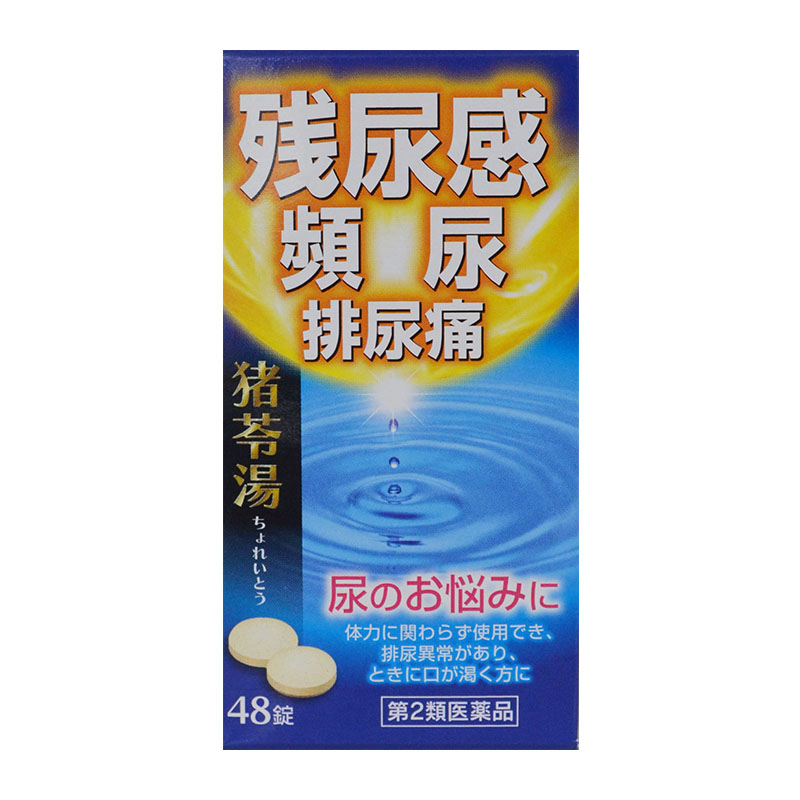 残尿感
頻尿
排尿痛
猪苓湯
ちょれいとう
尿のお悩みに
体力に関わらず使用でき、
排尿異常があり、
ときに口が渇く方に
48錠
第2類医薬品